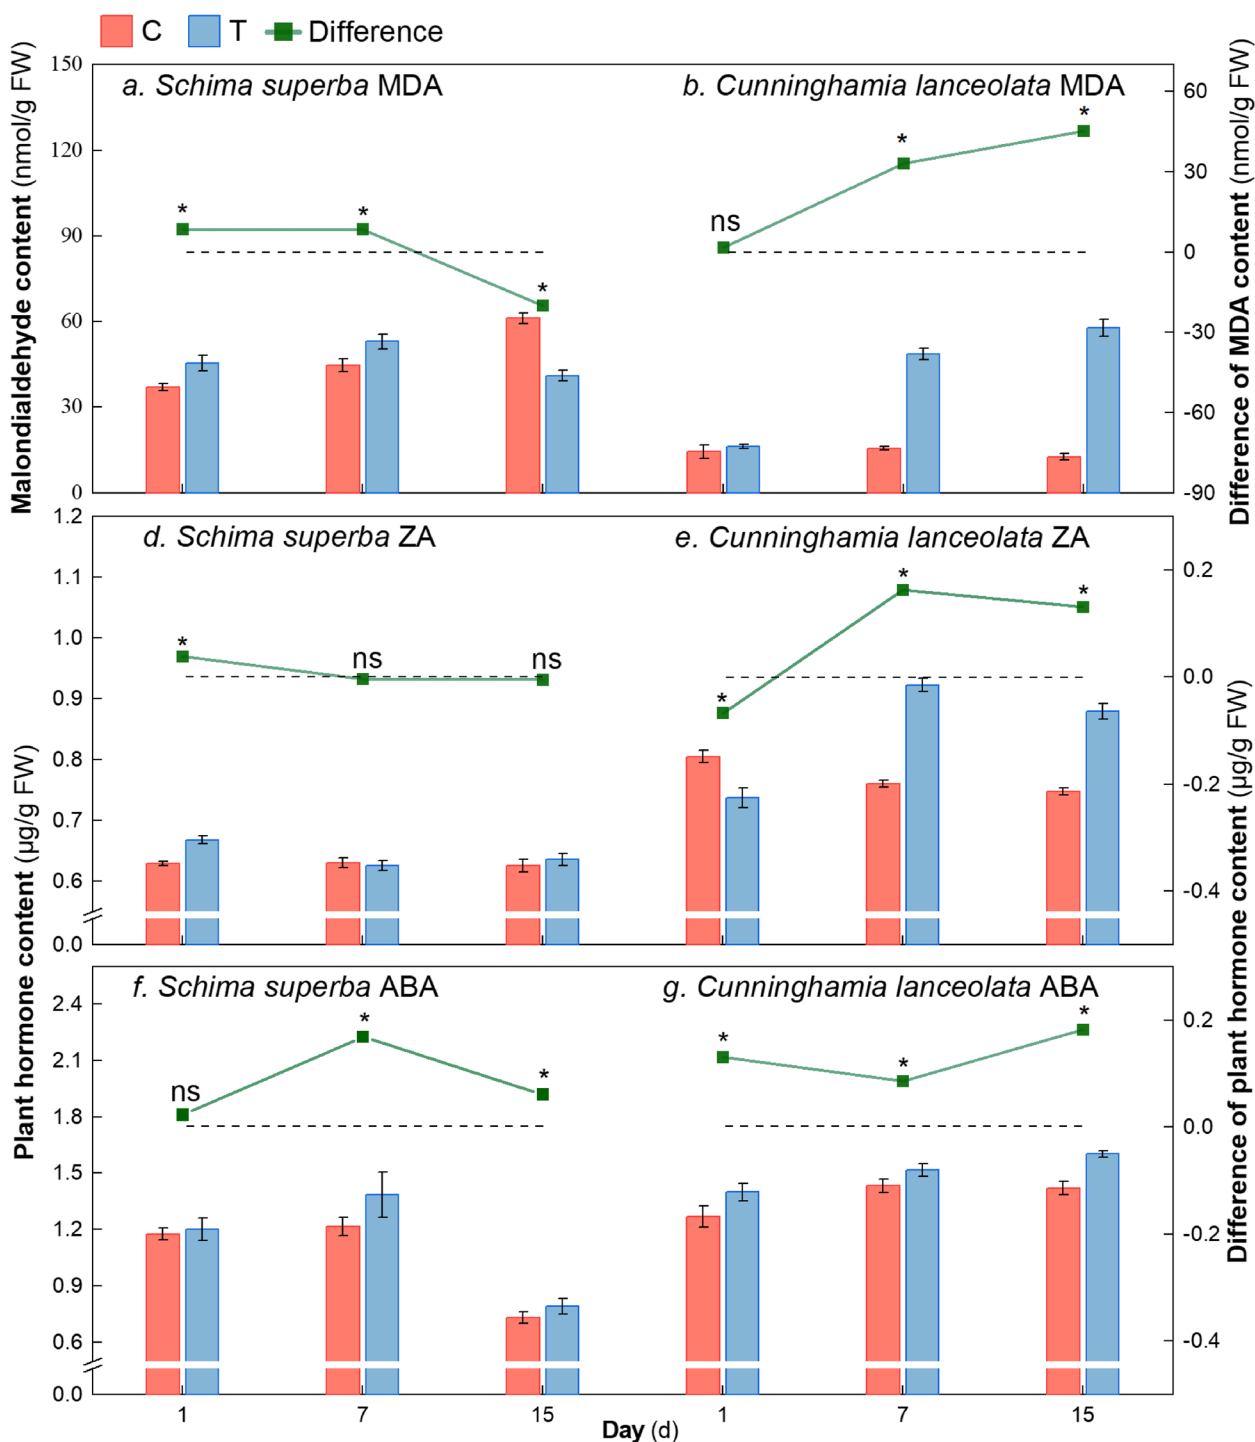 C T Difference
Malondialdehyde content (nmol/g FW)
150
120
90
60
30
0
a. Schima superba MDA
* * *
b. Cunninghamia lanceolata MDA
ns * *
60
30
0
-30
-60
-90
Difference of MDA content (nmol/g FW)
Plant hormone content (µg/g FW)
1.2
1.1
1.0
0.9
0.8
0.7
0.6
0.0
d. Schima superba ZA
* ns ns
e. Cunninghamia lanceolata ZA
* * *
0.2
0.0
-0.2
-0.4
Difference of plant hormone content (µg/g FW)
2.4
2.1
1.8
1.5
1.2
0.9
0.6
0.0
f. Schima superba ABA
ns * *
g. Cunninghamia lanceolata ABA
* * *
0.2
0.0
-0.2
-0.4
1 7 15 1 7 15
Day (d)